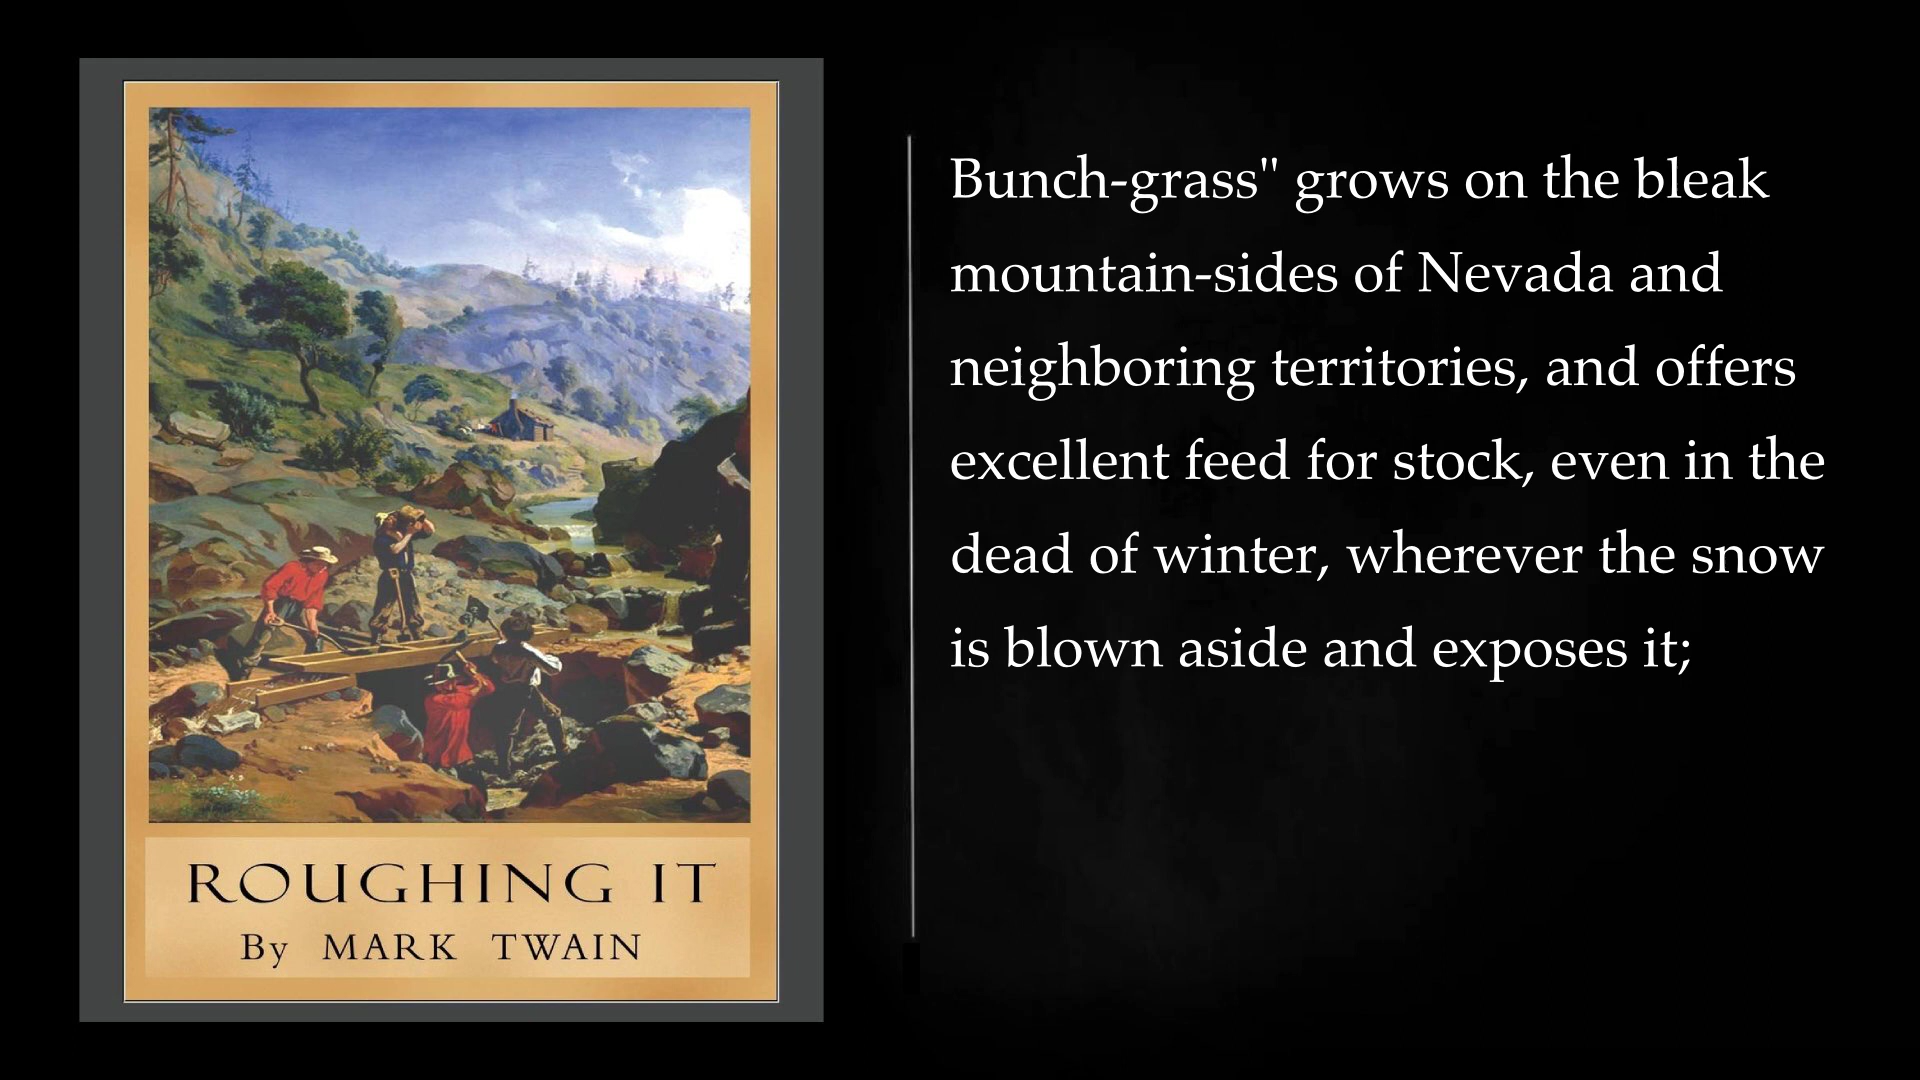 ROUGHING IT
By MARK TWAIN
Bunch-grass" grows on the bleak
mountain-sides of Nevada and
neighboring territories, and offers
excellent feed for stock, even in the
dead of winter, wherever the snow
is blown aside and exposes it;